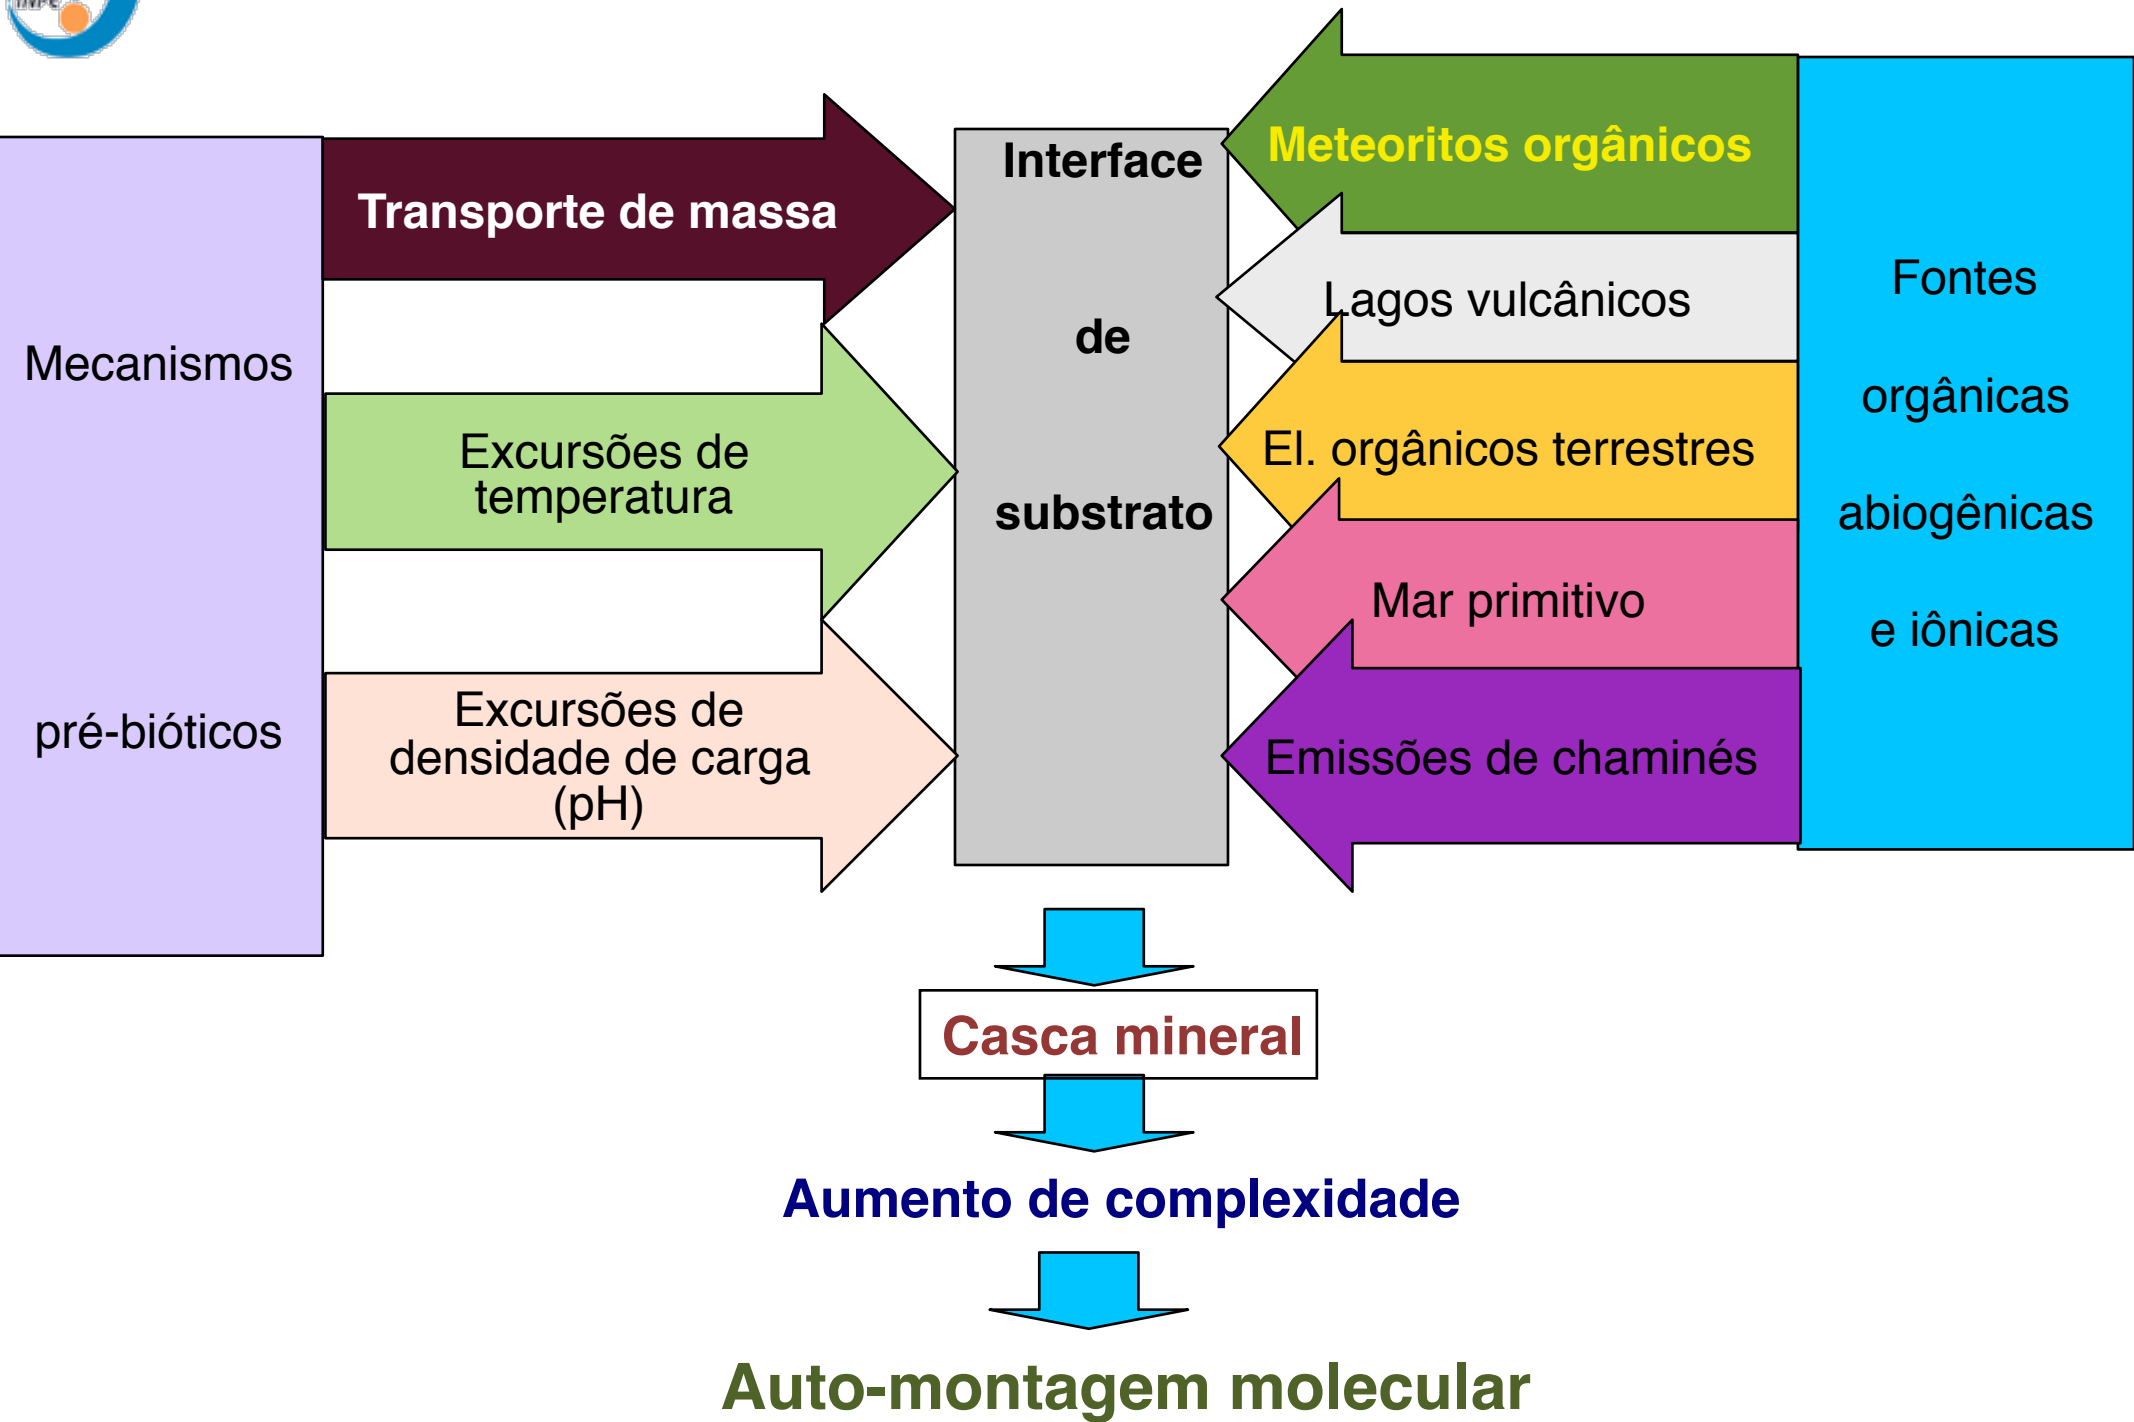 INPE
Mecanismos
pré-bióticos
Transporte de massa
Excursões de
temperatura
Excursões de
densidade de carga
(pH)
Interface
de
substrato
Meteoritos orgânicos
Lagos vulcânicos
El. orgânicos terrestres
Mar primitivo
Emissões de chaminés
Fontes
orgânicas
abiogênicas
e iônicas
Casca mineral
Aumento de complexidade
Auto-montagem molecular